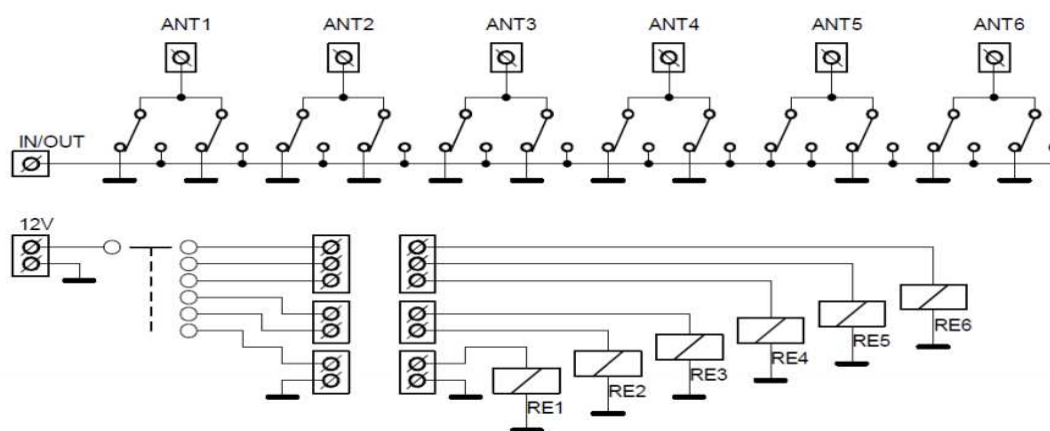 ANT1 ANT2 ANT3 ANT4 ANT5 ANT6
IN/OUT
12V
RE6
RE5
RE4
RE3
RE2
RE1